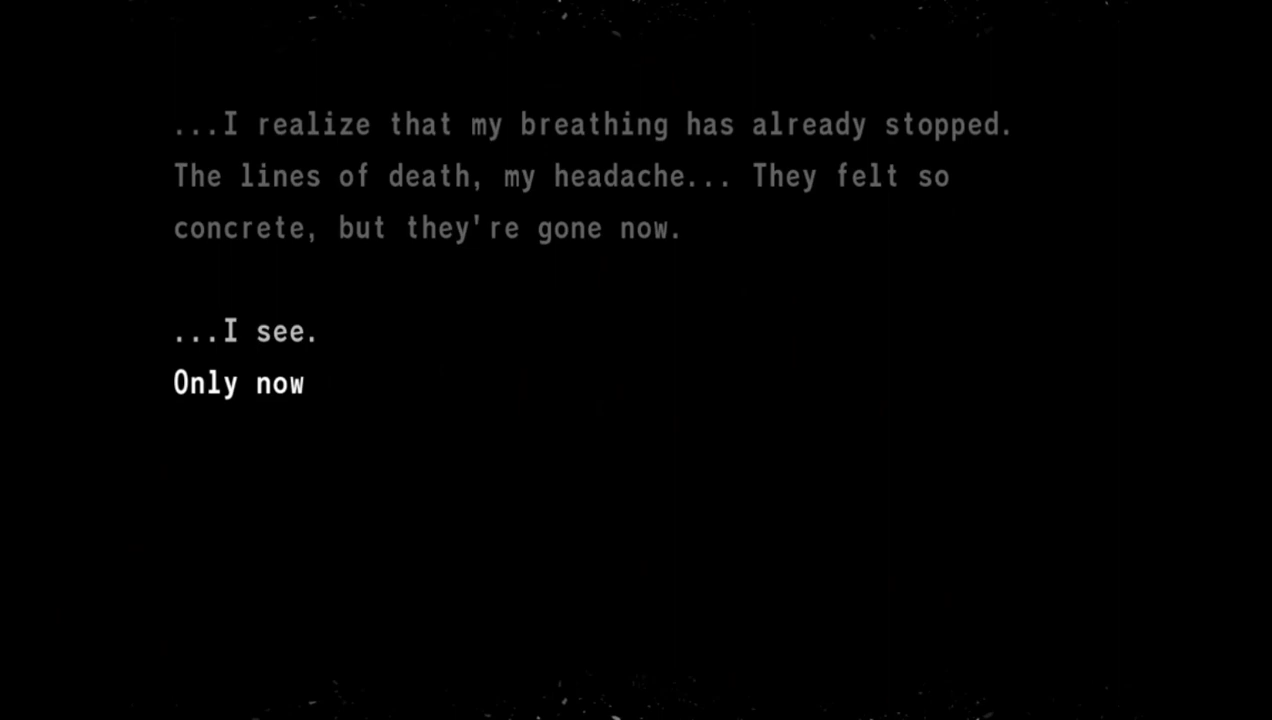 ...I realize that my breathing has already stopped.
The lines of death, my headache... They felt so
concrete, but they're gone now.
...I see.
Only now